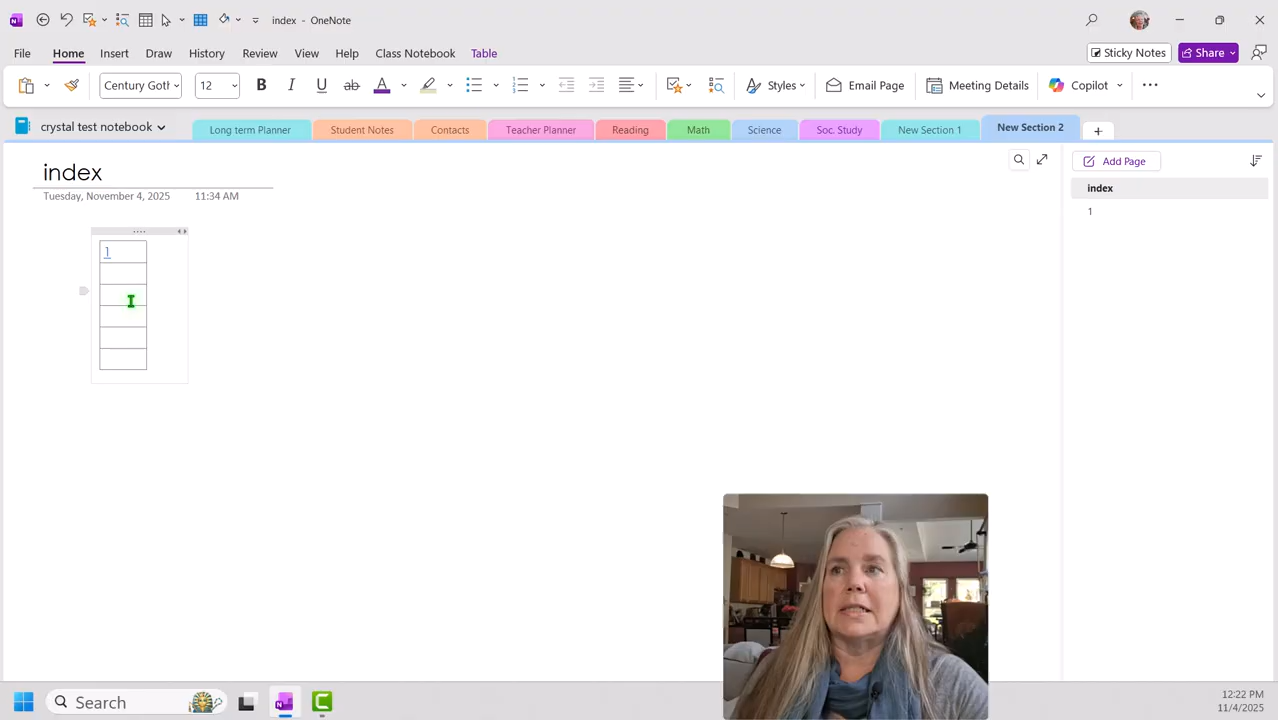 index - OneNote
File Home Insert Draw History Review View Help Class Notebook Table
Sticky Notes Share
Century Goth 12 B I U ab A Styles Email Page Meeting Details Copilot
crystal test notebook Long term Planner Student Notes Contacts Teacher Planner Reading Math Science Soc. Study New Section 1 New Section 2 +
index
Tuesday, November 4, 2025 11:34 AM
1
Add Page
index
1
Search
12:22 PM
11/4/2025